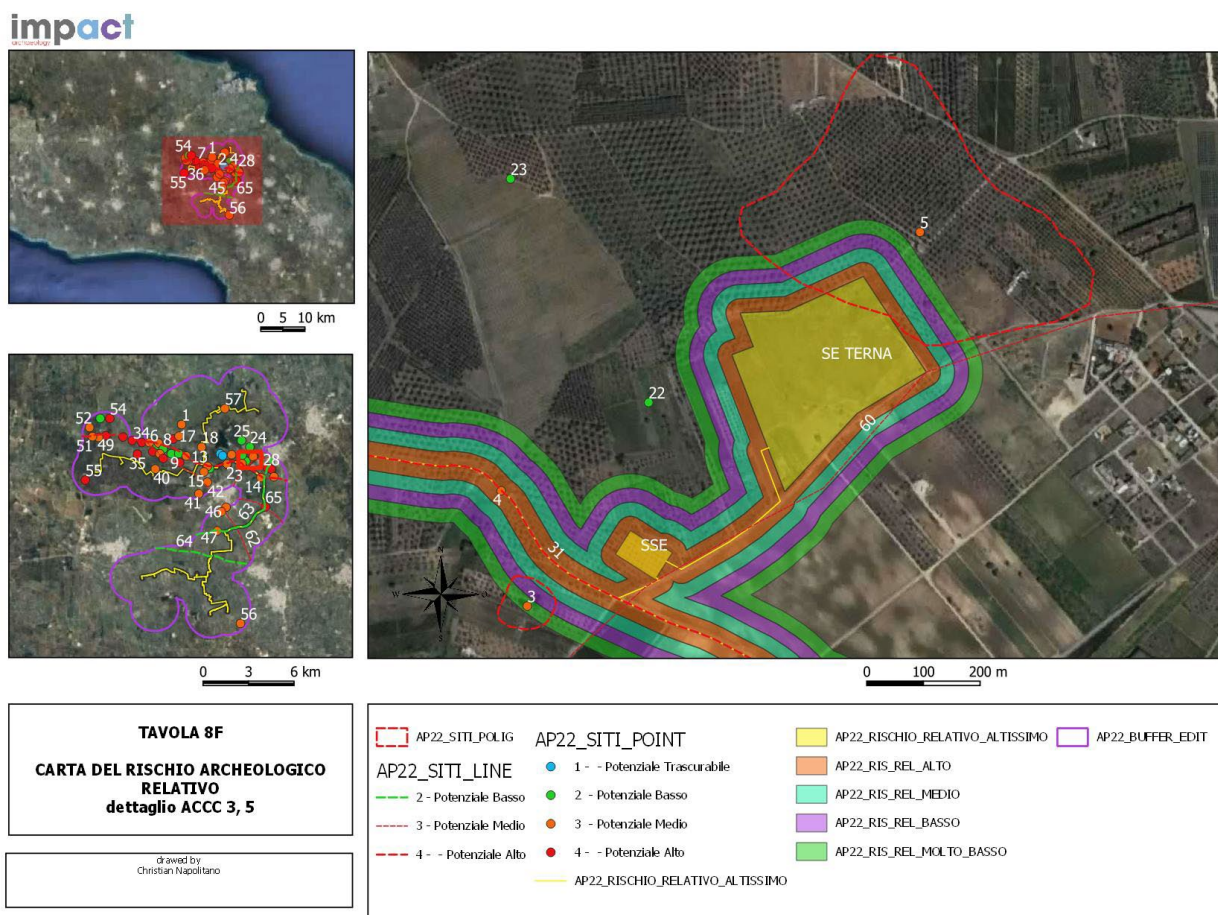 impact
archaeology
54
7
1
2
4
28
36
45
55
65
56
0 5 10 km
57
52
54
1
34
6
8
17
18
25
24
51
49
35
9
13
23
28
55
40
15
14
42
41
46
63
65
47
62
64
56
0 3 6 km
23
5
SE TERNA
22
60
4
31
SSE
3
N
W
S
0 100 200 m
TAVOLA 8F
CARTA DEL RISCHIO ARCHEOLOGICO
RELATIVO
dettaglio ACCC 3, 5
drawed by
Christian Napolitano
AP22_SITI_POLIG
AP22_SITI_LINE
2 - Potenziale Basso
3 - Potenziale Medio
4 - - Potenziale Alto
AP22_SITI_POINT
1 - - Potenziale Trascurabile
2 - Potenziale Basso
3 - Potenziale Medio
4 - - Potenziale Alto
AP22_RISCHIO_RELATIVO_ALTISSIMO
AP22_RISCHIO_RELATIVO_ALTISSIMO
AP22_RIS_REL_ALTO
AP22_RIS_REL_MEDIO
AP22_RIS_REL_BASSO
AP22_RIS_REL_MOLTO_BASSO
AP22_BUFFER_EDIT